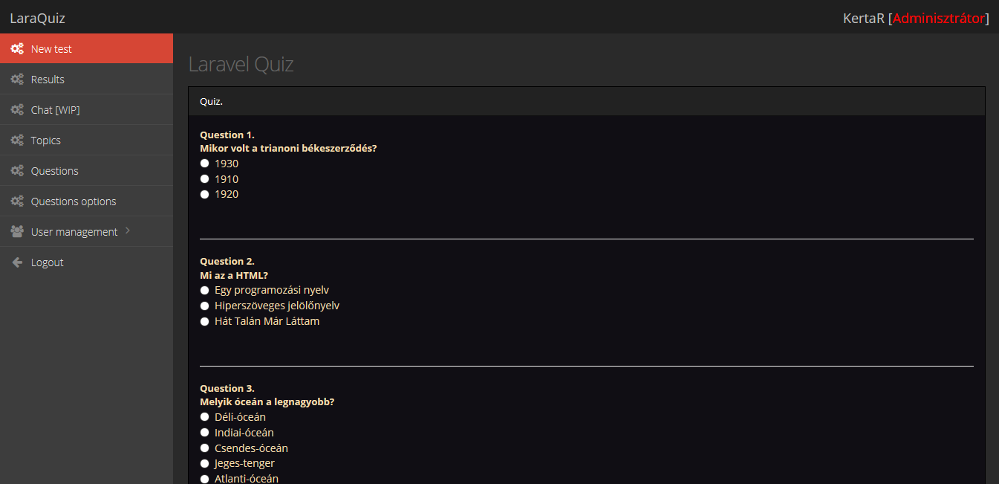 LaraQuiz
KertaR [Adminisztrátor]
New test
Results
Chat [WIP]
Topics
Questions
Questions options
User management
Logout
Laravel Quiz
Quiz.
Question 1.
Mikor volt a trianoni békeszerződés?
1930
1910
1920
Question 2.
Mi az a HTML?
Egy programozási nyelv
Hiperszöveges jelölőnyelv
Hát Talán Már Láttam
Question 3.
Melyik óceán a legnagyobb?
Déli-óceán
Indiai-óceán
Csendes-óceán
Jeges-tenger
Atlanti-óceán